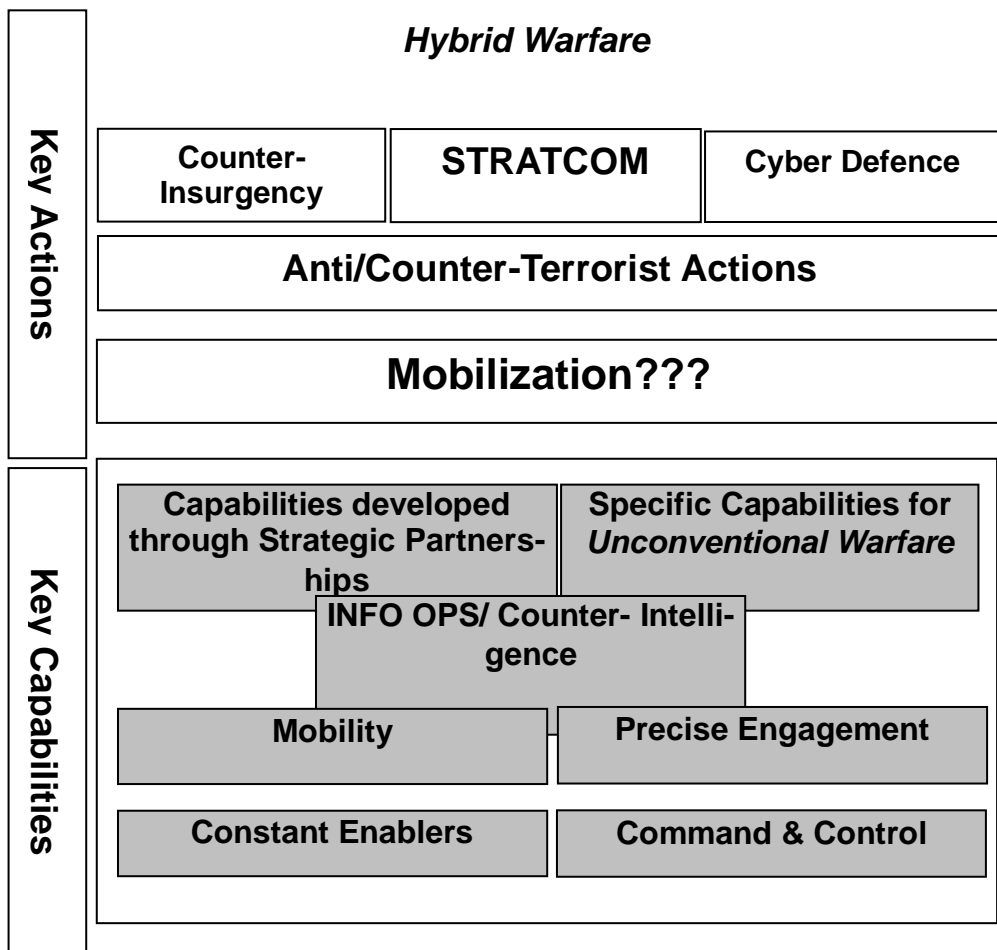 Hybrid Warfare
Key Actions
Counter-
Insurgency
STRATCOM
Cyber Defence
Anti/Counter-Terrorist Actions
Mobilization???
Key Capabilities
Capabilities developed
through Strategic Partners-
hips
Specific Capabilities for
Unconventional Warfare
INFO OPS/ Counter- Intelli-
gence
Mobility
Precise Engagement
Constant Enablers
Command & Control